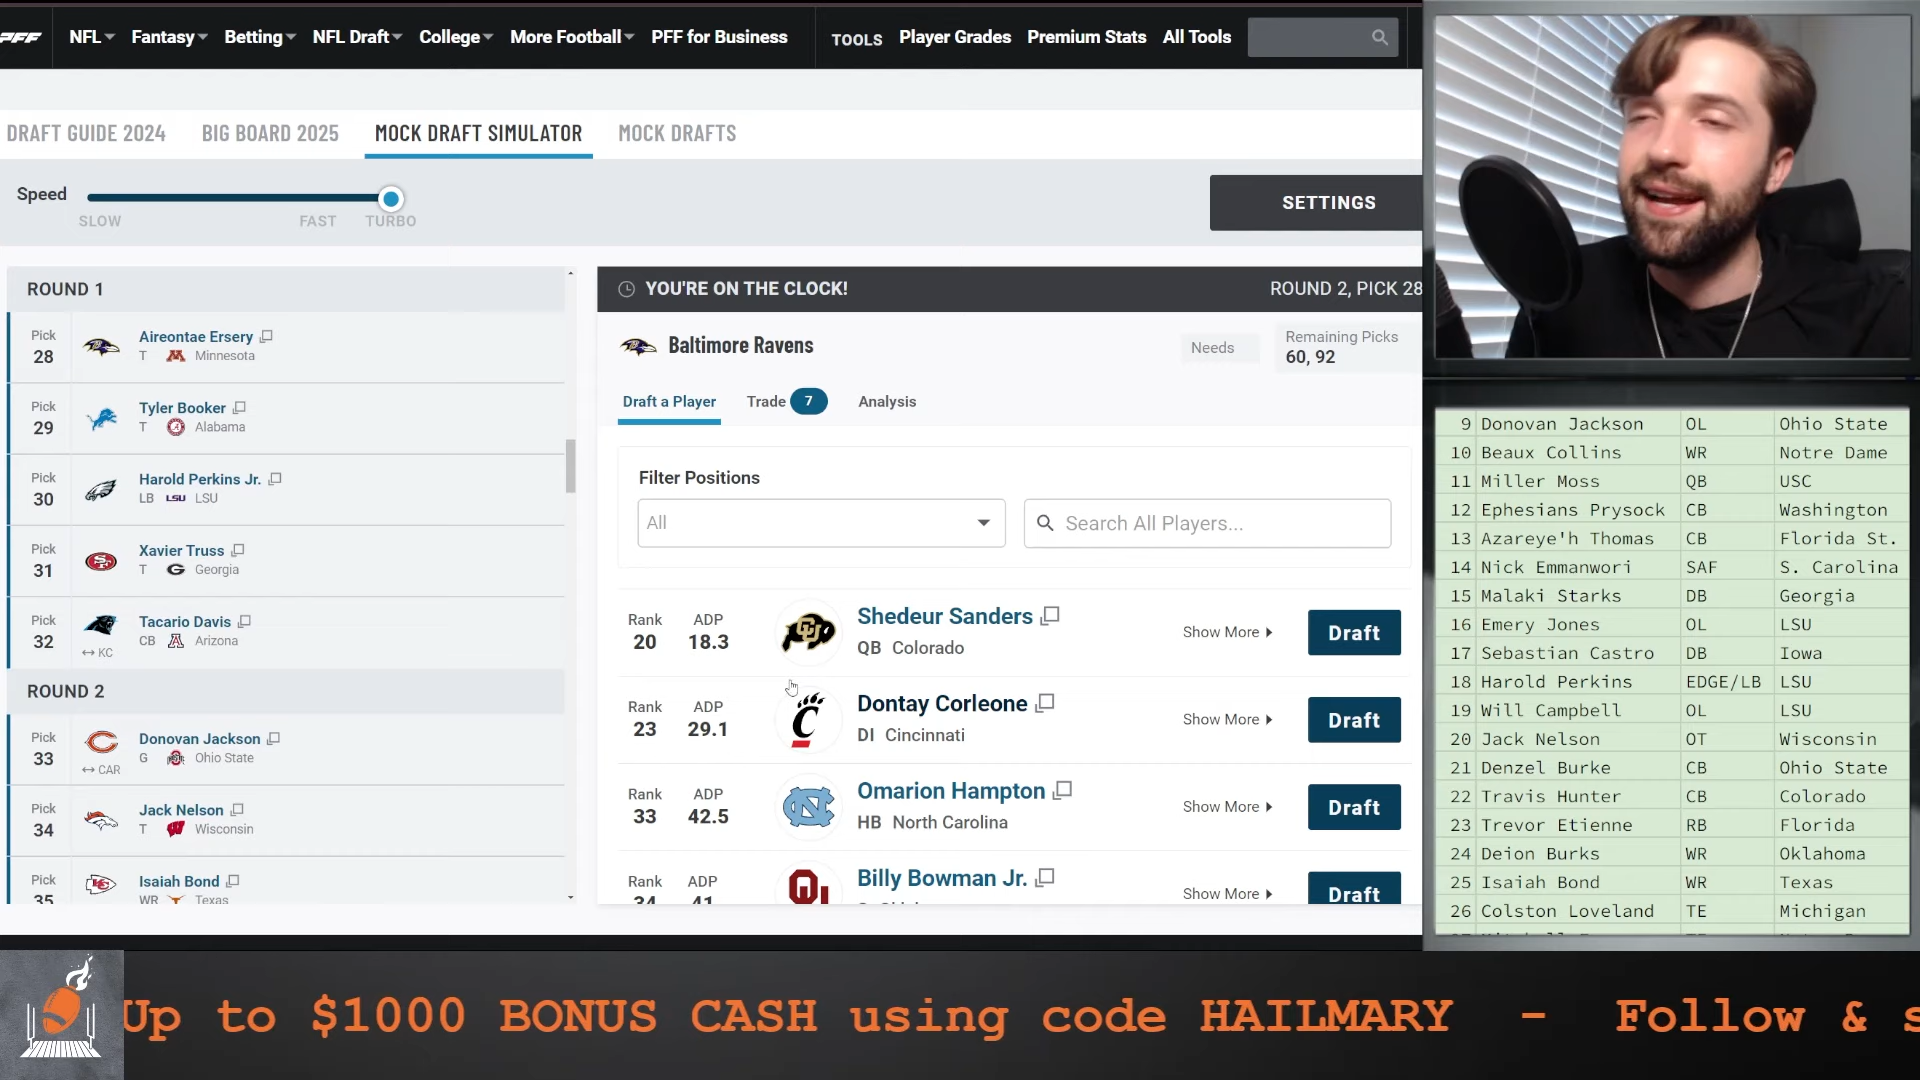 PFF NFL Fantasy Betting NFL Draft College More Football PFF for Business TOOLS Player Grades Premium Stats All Tools
DRAFT GUIDE 2024 BIG BOARD 2025 MOCK DRAFT SIMULATOR MOCK DRAFTS
Speed
SLOW FAST TURBO
SETTINGS
ROUND 1
Pick 28 Aireontae Ersery
T Minnesota
Pick 29 Tyler Booker
T Alabama
Pick 30 Harold Perkins Jr.
LB LSU LSU
Pick 31 Xavier Truss
T G Georgia
Pick 32 Tacario Davis
↔ KC CB A Arizona
ROUND 2
Pick 33 Donovan Jackson
↔ CAR G Ohio State
Pick 34 Jack Nelson
T W Wisconsin
Pick 35 Isaiah Bond
WR Texas
YOU'RE ON THE CLOCK! ROUND 2, PICK 28
Baltimore Ravens
Needs
Remaining Picks
60, 92
Draft a Player Trade 7 Analysis
Filter Positions
All
Search All Players...
Rank 20 ADP 18.3 CU Shedeur Sanders
QB Colorado
Show More Draft
Rank 23 ADP 29.1 C Dontay Corleone
DI Cincinnati
Show More Draft
Rank 33 ADP 42.5 NC Omarion Hampton
HB North Carolina
Show More Draft
Rank 34 ADP 41 OU Billy Bowman Jr.
Show More Draft
9 Donovan Jackson OL Ohio State
10 Beaux Collins WR Notre Dame
11 Miller Moss QB USC
12 Ephesians Prysock CB Washington
13 Azareye'h Thomas CB Florida St.
14 Nick Emmanwori SAF S. Carolina
15 Malaki Starks DB Georgia
16 Emery Jones OL LSU
17 Sebastian Castro DB Iowa
18 Harold Perkins EDGE/LB LSU
19 Will Campbell OL LSU
20 Jack Nelson OT Wisconsin
21 Denzel Burke CB Ohio State
22 Travis Hunter CB Colorado
23 Trevor Etienne RB Florida
24 Deion Burks WR Oklahoma
25 Isaiah Bond WR Texas
26 Colston Loveland TE Michigan
Up to $1000 BONUS CASH using code HAILMARY - Follow & s